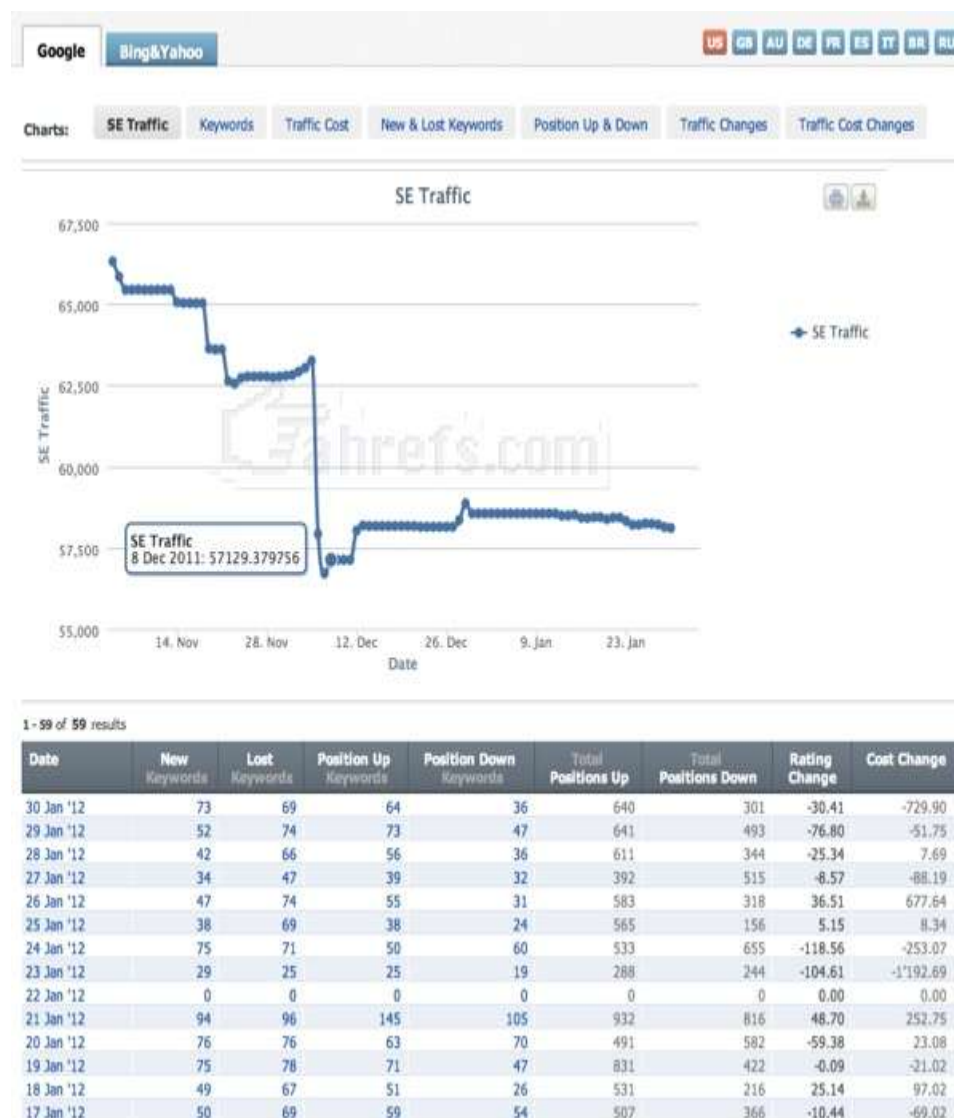 Google Bing&Yahoo US GB AU DE FR ES IT BR RU
Charts: SE Traffic Keywords Traffic Cost New & Lost Keywords Position Up & Down Traffic Changes Traffic Cost Changes
SE Traffic
67,500
65,000
SE Traffic
62,500
SE Traffic
ahrefs.com
60,000
SE Traffic
57,500
8 Dec 2011: 57129.379756
55,000
14. Nov 28. Nov 12. Dec 26. Dec 9. Jan 23. Jan
Date
1 - 59 of 59 results
Date New Lost Position Up Position Down Total Total Rating Cost Change
Keywords Keywords Keywords Keywords Positions Up Positions Down Change
30 Jan '12 73 69 64 36 640 301 -30.41 -729.90
29 Jan '12 52 74 73 47 641 493 -76.80 -51.75
28 Jan '12 42 66 56 36 611 344 -25.34 7.69
27 Jan '12 34 47 39 32 392 515 -8.57 -88.19
26 Jan '12 47 74 55 31 583 318 36.51 677.64
25 Jan '12 38 69 38 24 565 156 5.15 8.34
24 Jan '12 75 71 50 60 533 655 -118.56 -253.07
23 Jan '12 29 25 25 19 288 244 -104.61 -1'192.69
22 Jan '12 0 0 0 0 0 0 0.00 0.00
21 Jan '12 94 96 145 105 932 816 48.70 252.75
20 Jan '12 76 76 63 70 491 582 -59.38 23.08
19 Jan '12 75 78 71 47 831 422 -0.09 -21.02
18 Jan '12 49 67 51 26 531 216 25.14 97.02
17 Jan '12 50 69 59 54 507 366 -10.44 -69.02